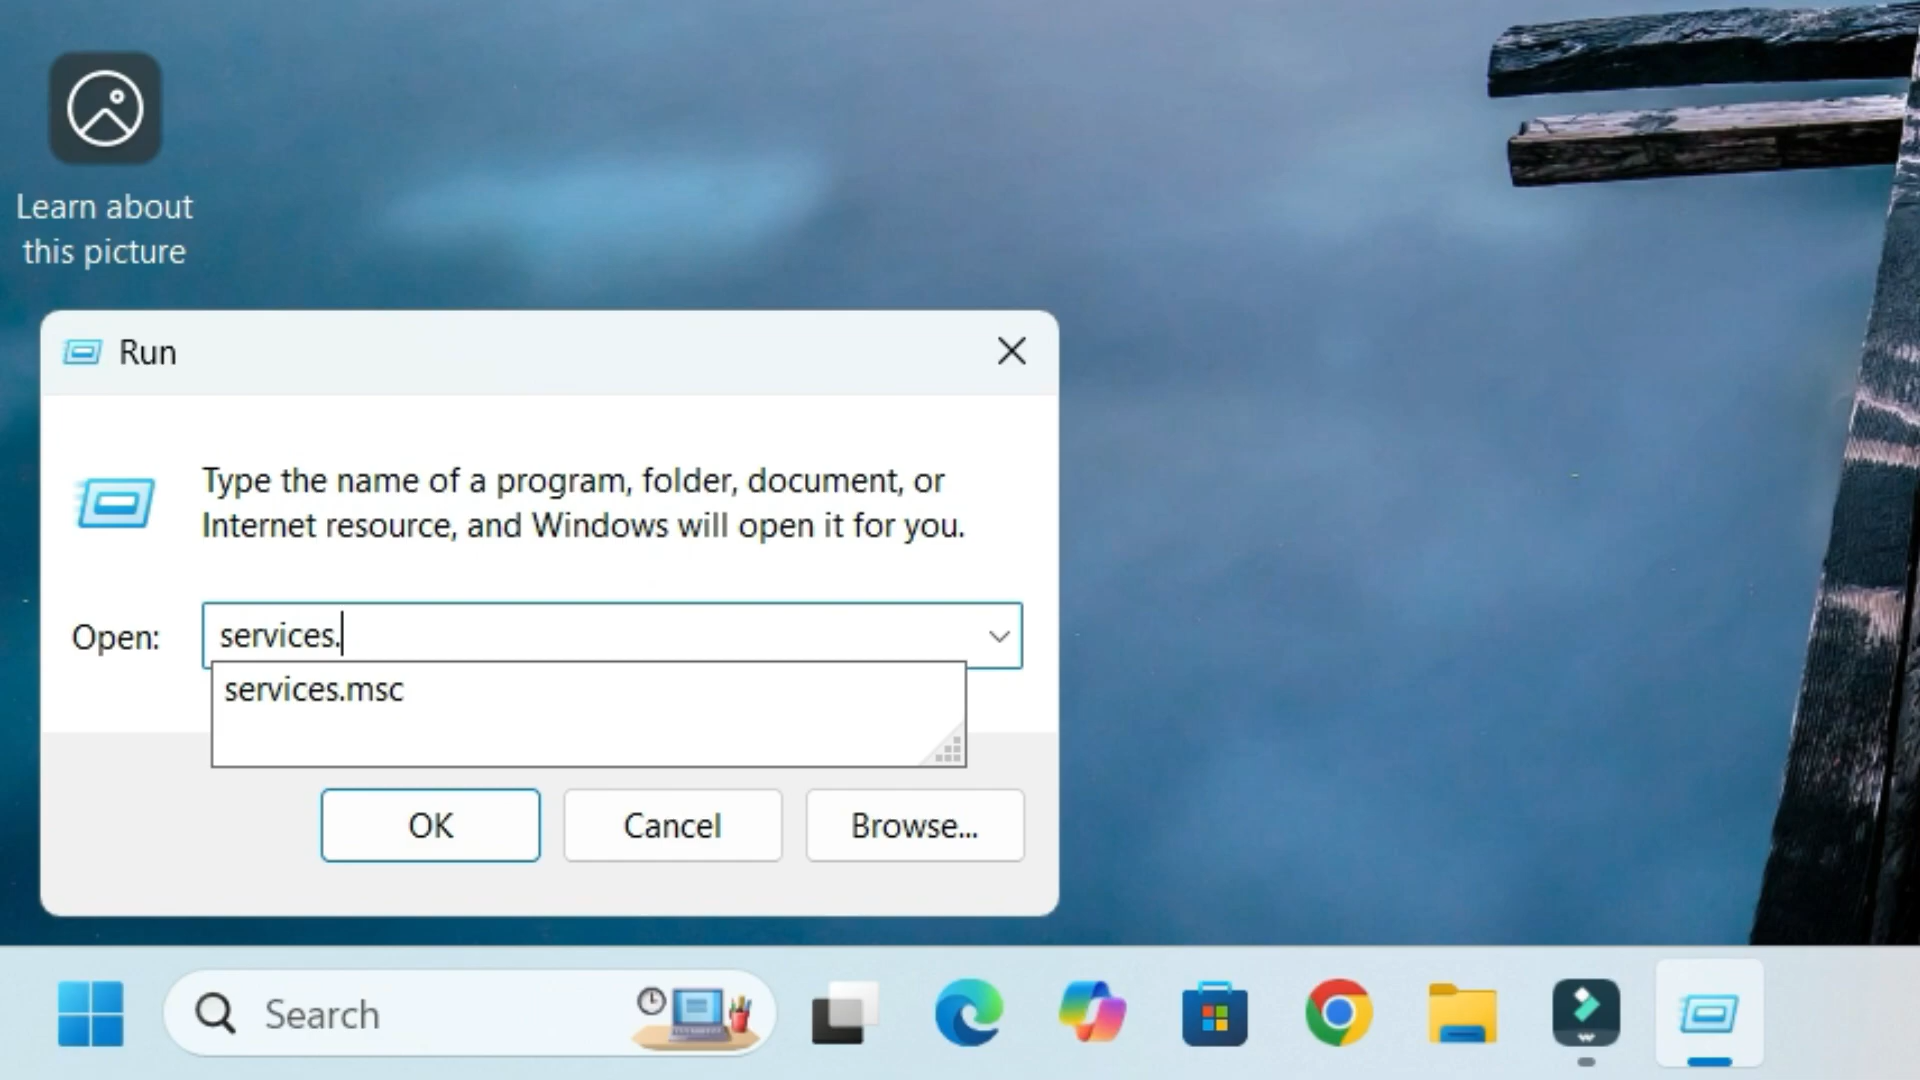 Learn about
this picture
Run
Type the name of a program, folder, document, or
Internet resource, and Windows will open it for you.
Open:
services.
services.msc
OK
Cancel
Browse...
Search